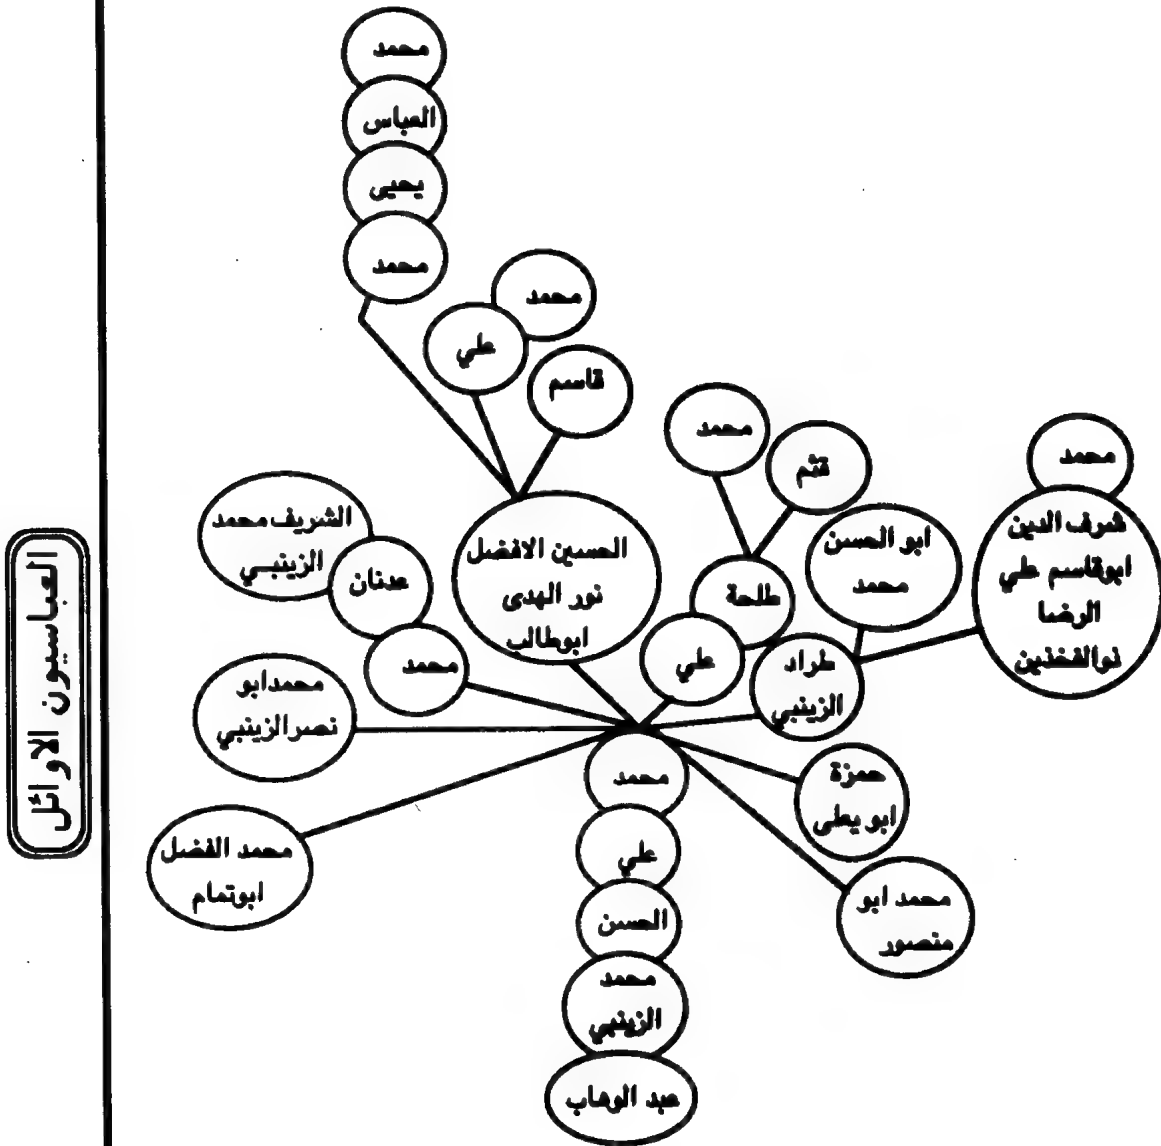 محمد
العباس
يحيى
محمد
محمد
علي
قاسم
محمد
قثم
محمد
شرف الدين
ابوقاسم علي
الرضا
ذوالفخذين
ابو الحسن
محمد
طلحة
علي
طراد
الزينبي
الحسين الافضل
نور الهدى
ابوطالب
الشريف محمد
الزينبي
عدنان
محمد
محمدابو
نصرالزينبي
محمد الفضل
ابوتمام
حمزة
ابو يعلى
محمد ابو
منصور
محمد
علي
الحسن
محمد
الزينبي
عبد الوهاب
العباسيون الاوائل